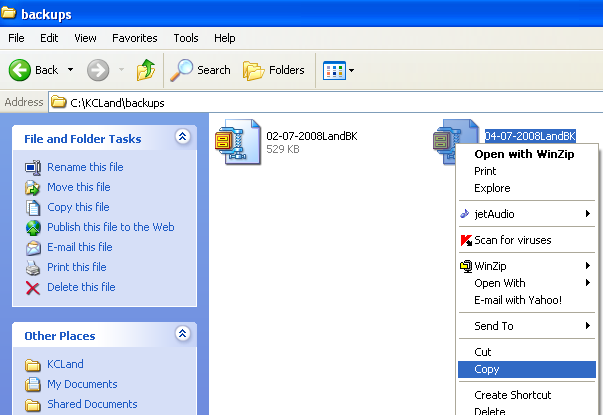 backups
File Edit View Favorites Tools Help
Back Search Folders
Address C:\KCLand\backups
File and Folder Tasks
Rename this file
Move this file
Copy this file
Publish this file to the Web
E-mail this file
Print this file
Delete this file
Other Places
KCLand
My Documents
Shared Documents
02-07-2008LandBK
529 KB
04-07-2008LandBK
Open with WinZip
Print
Explore
jetAudio
Scan for viruses
WinZip
Open With
E-mail with Yahoo!
Send To
Cut
Copy
Create Shortcut
Delete